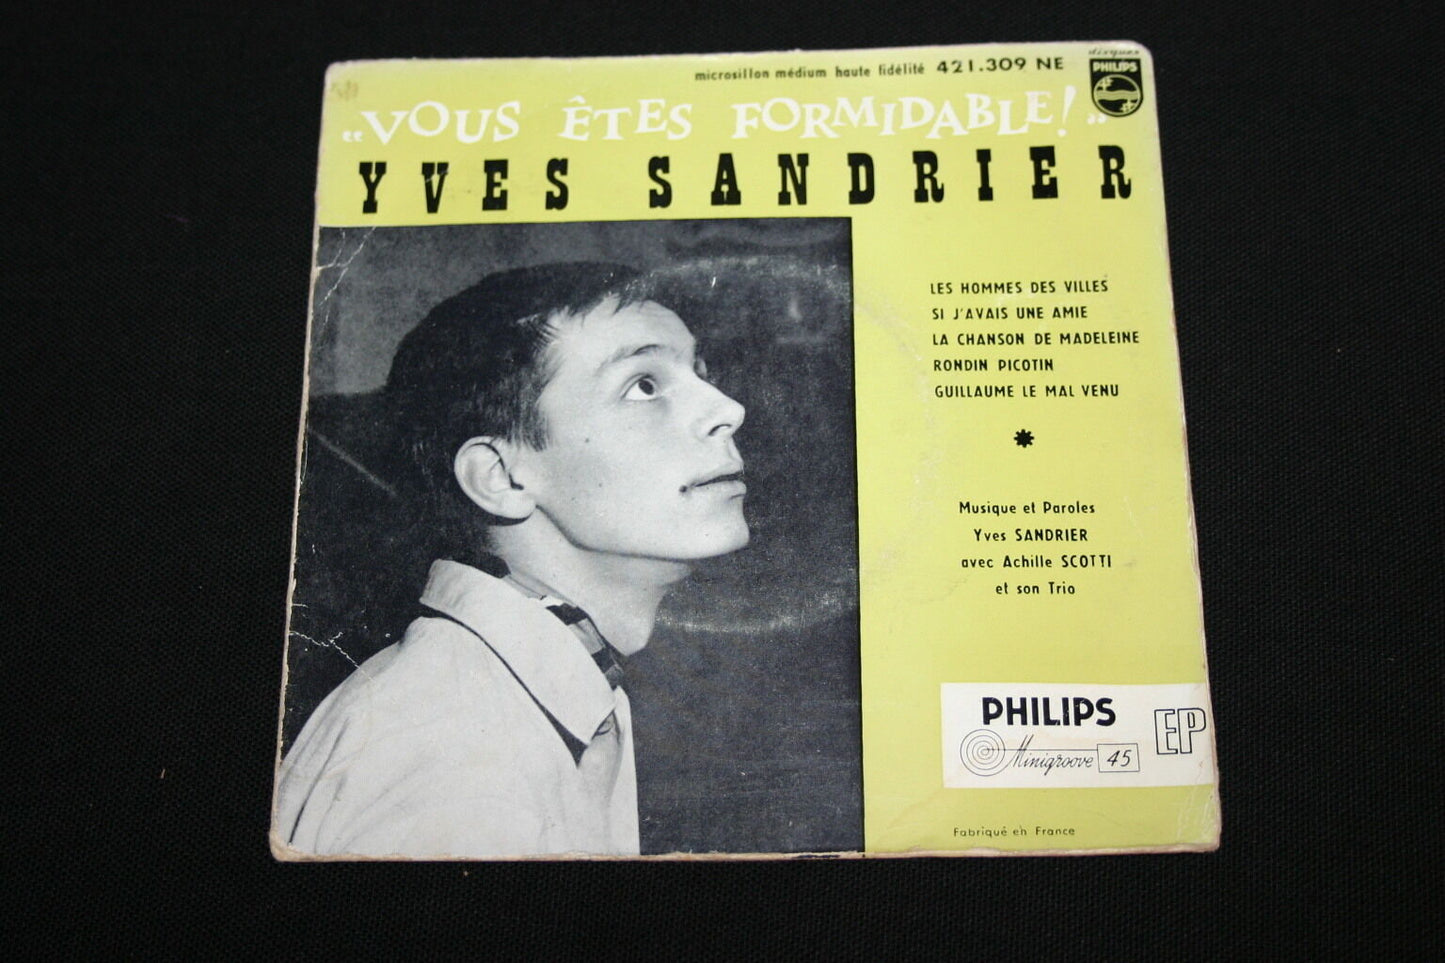 microsillon médium haute fidélité 421.309 NE
disques
PHILIPS
«VOUS ÊTES FORMIDABLE!»
YVES SANDRIER
LES HOMMES DES VILLES
SI J'AVAIS UNE AMIE
LA CHANSON DE MADELEINE
RONDIN PICOTIN
GUILLAUME LE MAL VENU
Musique et Paroles
Yves SANDRIER
avec Achille SCOTTI
et son Trio
PHILIPS
Minigroove 45
EP
Fabriqué en France